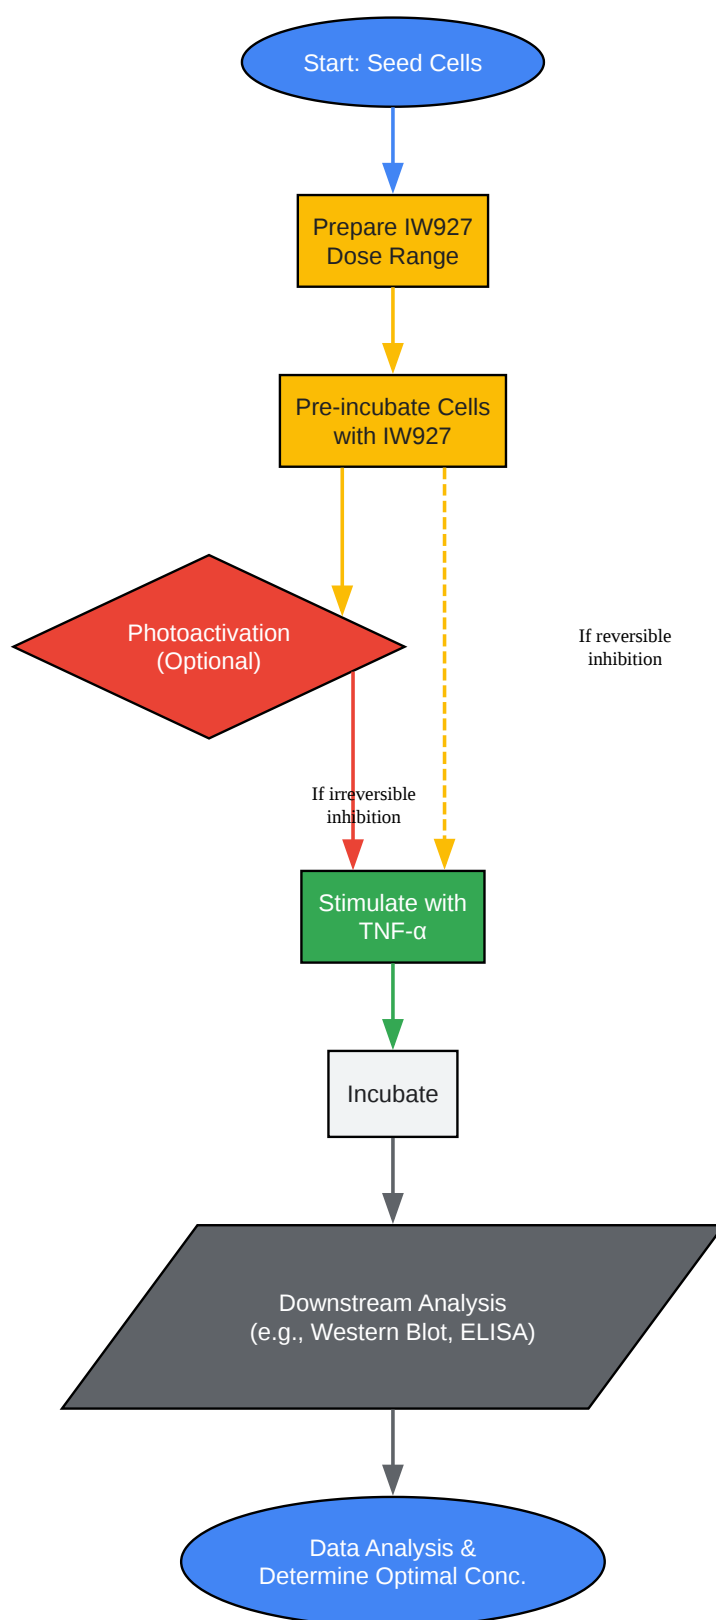 Start: Seed Cells
Prepare IW927
Dose Range
Pre-incubate Cells
with IW927
Photoactivation
(Optional)
If reversible
inhibition
If irreversible
inhibition
Stimulate with
TNF-α
Incubate
Downstream Analysis
(e.g., Western Blot, ELISA)
Data Analysis &
Determine Optimal Conc.